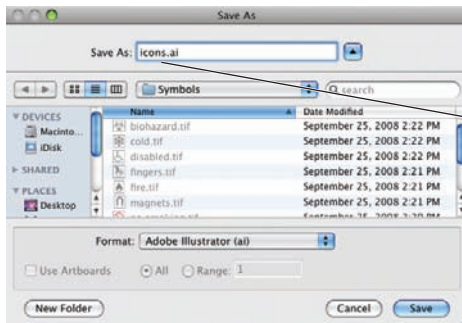 Save As
Save As: icons.ai
Symbols
search
DEVICES
Macinto...
iDisk
SHARED
PLACES
Desktop
Name
Date Modified
biohazard.tif
September 25, 2008 2:22 PM
cold.tif
September 25, 2008 2:22 PM
disabled.tif
September 25, 2008 2:22 PM
fingers.tif
September 25, 2008 2:21 PM
fire.tif
September 25, 2008 2:21 PM
magnets.tif
September 25, 2008 2:21 PM
Format: Adobe Illustrator (ai)
Use Artboards
All
Range: 1
New Folder
Cancel
Save